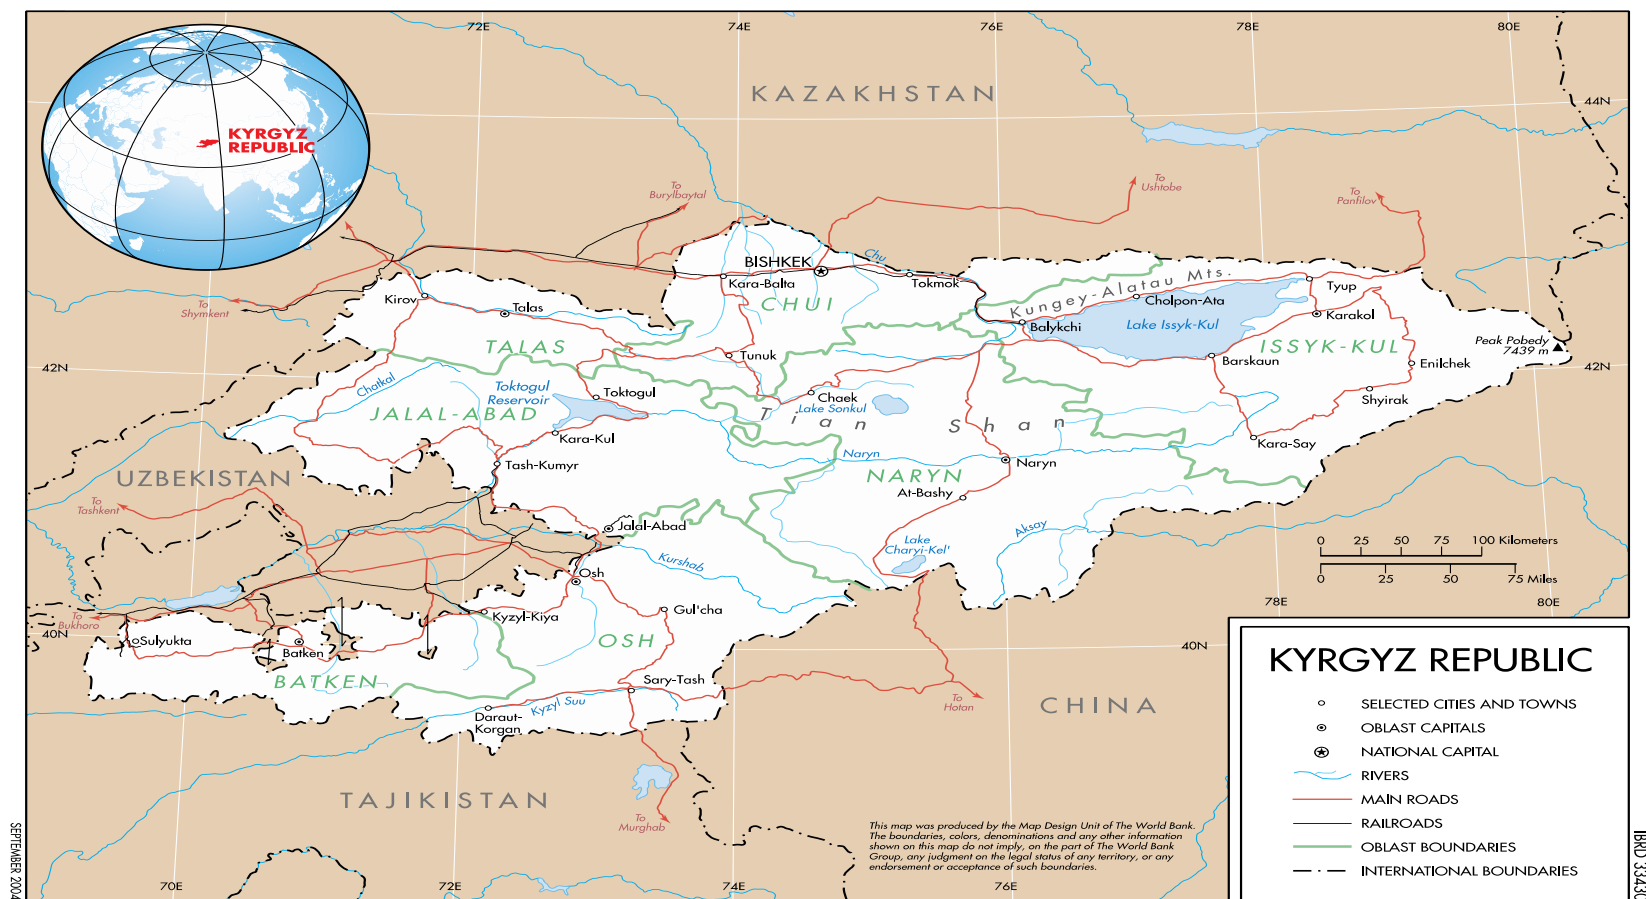 72E
74E
76E
78E
80E
KAZAKHSTAN
44N
KYRGYZ
REPUBLIC
To
Burylbaytal
To
Ushtobe
To
Panfilov
Chu
BISHKEK
Kara-Balta
Tokmok
CHUI
Kungey-Alatau Mts.
Tyup
Cholpon-Ata
Kirov
Talas
To
Shymkent
Balykchi
Lake Issyk-Kul
Karakol
TALAS
Tunuk
ISSYK-KUL
Peak Pobedy
7439 m
Barskaun
Enilchek
42N
42N
Chatkal
Toktogul
Reservoir
Toktogul
Chaek
Lake Sonkul
Shyirak
JALAL-ABAD
Tian Shan
Kara-Kul
Kara-Say
Naryn
Naryn
Tash-Kumyr
UZBEKISTAN
NARYN
At-Bashy
To
Tashkent
Jalal-Abad
Aksay
Lake
Charyi-Kel'
0 25 50 75 100 Kilometers
0 25 50 75 Miles
Kurshab
Osh
78E
80E
Gul'cha
Kyzyl-Kiya
To
Bukhoro
40N
Sulyukta
Batken
OSH
40N
BATKEN
Sary-Tash
Kyzyl Suu
Daraut-
Korgan
To
Hotan
CHINA
TAJIKISTAN
To
Murghab
KYRGYZ REPUBLIC
SELECTED CITIES AND TOWNS
OBLAST CAPITALS
NATIONAL CAPITAL
RIVERS
MAIN ROADS
RAILROADS
OBLAST BOUNDARIES
INTERNATIONAL BOUNDARIES
This map was produced by the Map Design Unit of The World Bank.
The boundaries, colors, denominations and any other information
shown on this map do not imply, on the part of The World Bank
Group, any judgment on the legal status of any territory, or any
endorsement or acceptance of such boundaries.
70E
72E
74E
76E
SEPTEMBER 2004